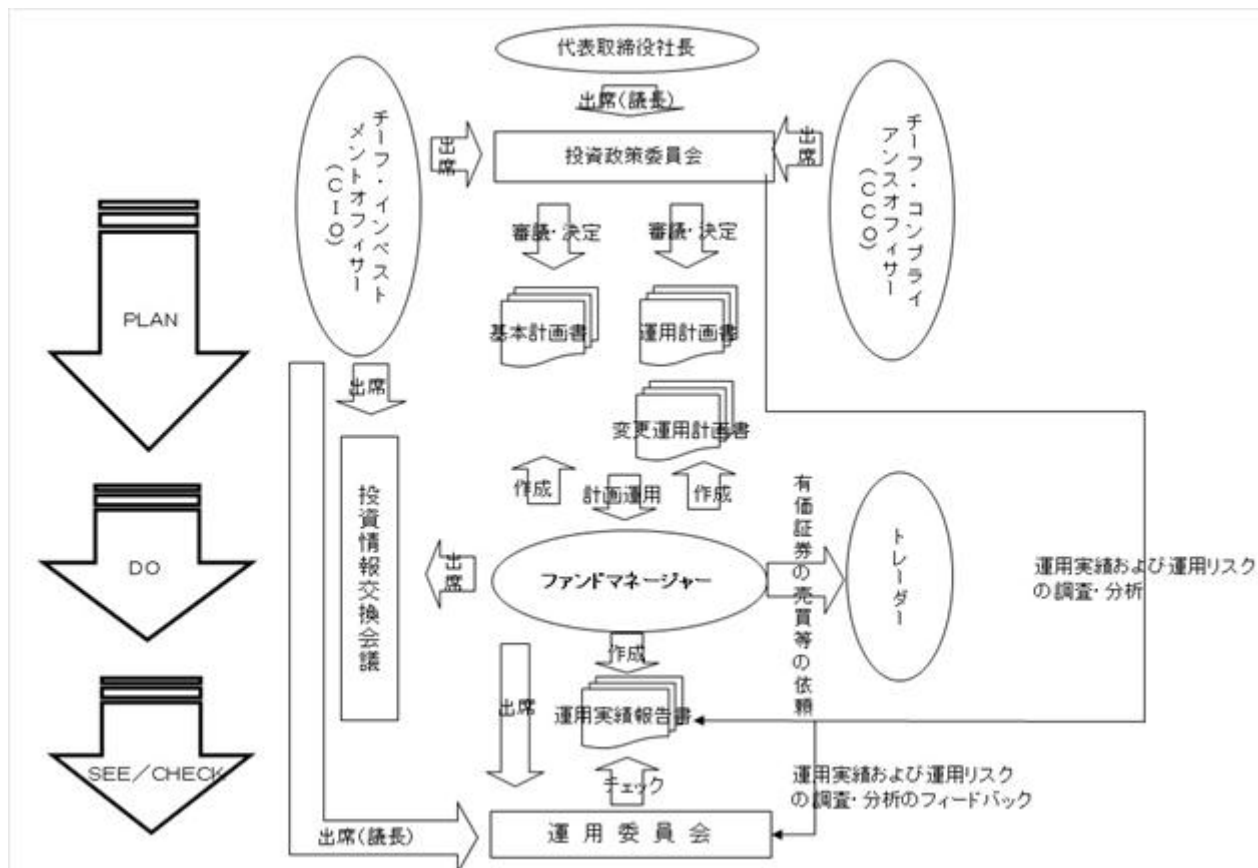 代表取締役社長
出席(議長)
チーフ・インベスト
メントオフィサー
(CIO)
出席
投資政策委員会
出席
チーフ・コンプライ
アンスオフィサー
(CCO)
審議・決定
審議・決定
PLAN
基本計画書
運用計画書
出席
変更運用計画書
作成
計画運用
作成
投資情報交換会議
DO
出席
ファンドマネージャー
有価証券の売買等の依頼
トレーダー
運用実績および運用リスク
の調査・分析
作成
出席
運用実績報告書
SEE/CHECK
チェック
運用実績および運用リスク
の調査・分析のフィードバック
出席(議長)
運用委員会